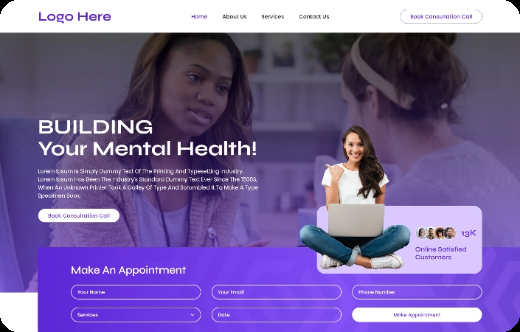 Logo Here
Home About Us Services Contact Us Book Consultation Call
BUILDING
Your Mental Health!
Lorem Ipsum Is Simply Dummy Text Of The Printing And Typesetting Industry.
Lorem Ipsum Has Been The Industry's Standard Dummy Text Ever Since The 1500s,
When An Unknown Printer Took A Galley Of Type And Scrambled It To Make A Type
Specimen Book.
Book Consultation Call
13K
Online Satisfied
Customers
Make An Appointment
Your Name Your Email Phone Number
Services Date Make Appointment